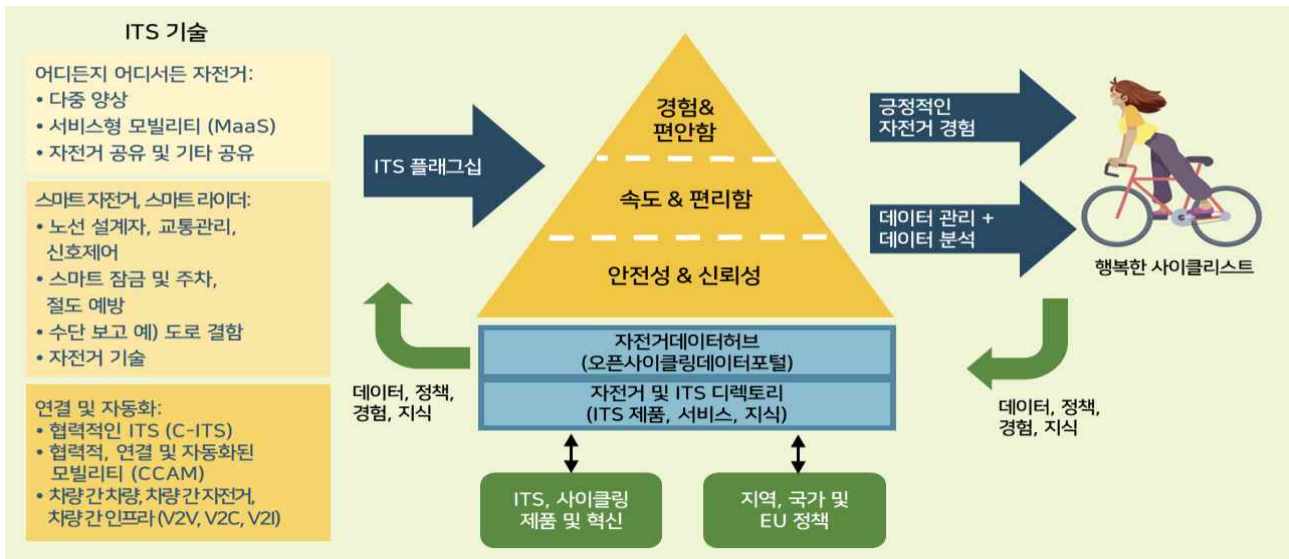 ITS 기술
어디든지 어디서든 자전거:
• 다중 양상
• 서비스형 모빌리티 (MaaS)
• 자전거 공유 및 기타 공유
스마트 자전거, 스마트 라이더:
• 노선 설계자, 교통관리,
신호제어
• 스마트 잠금 및 주차,
절도 예방
• 수단 보고 예) 도로 결함
• 자전거 기술
연결 및 자동화:
• 협력적인 ITS (C-ITS)
• 협력적, 연결 및 자동화된
모빌리티 (CCAM)
• 차량 간 차량, 차량 간 자전거,
차량 간 인프라 (V2V, V2C, V2I)
ITS 플래그십
데이터, 정책,
경험, 지식
경험&
편안함
속도 & 편리함
안전성 & 신뢰성
자전거데이터허브
(오픈사이클링데이터포털)
자전거 및 ITS 디렉토리
(ITS 제품, 서비스, 지식)
ITS, 사이클링
제품 및 혁신
지역, 국가 및
EU 정책
긍정적인
자전거 경험
데이터 관리 +
데이터 분석
행복한 사이클리스트
데이터, 정책,
경험, 지식